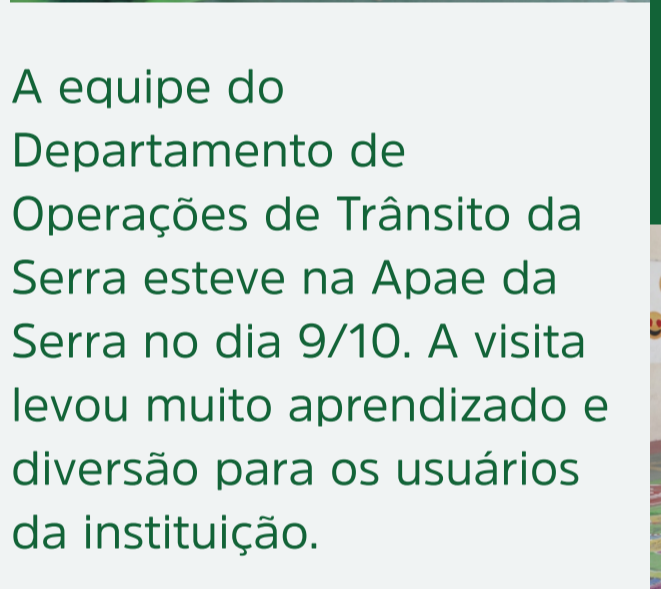 A equipe do
Departamento de
Operações de Trânsito da
Serra esteve na Apae da
Serra no dia 9/10. A visita
levou muito aprendizado e
diversão para os usuários
da instituição.